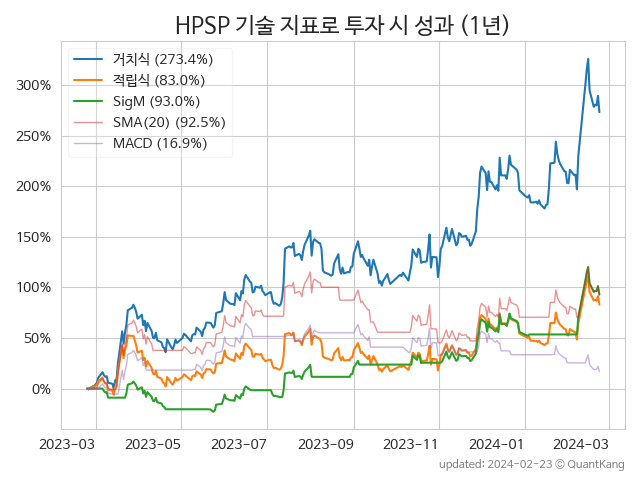 HPSP 기술 지표로 투자 시 성과 (1년)
거치식 (273.4%)
적립식 (83.0%)
SigM (93.0%)
SMA(20) (92.5%)
MACD (16.9%)
300%
250%
200%
150%
100%
50%
0%
2023-03 2023-05 2023-07 2023-09 2023-11 2024-01 2024-03
updated: 2024-02-23 © QuantKang